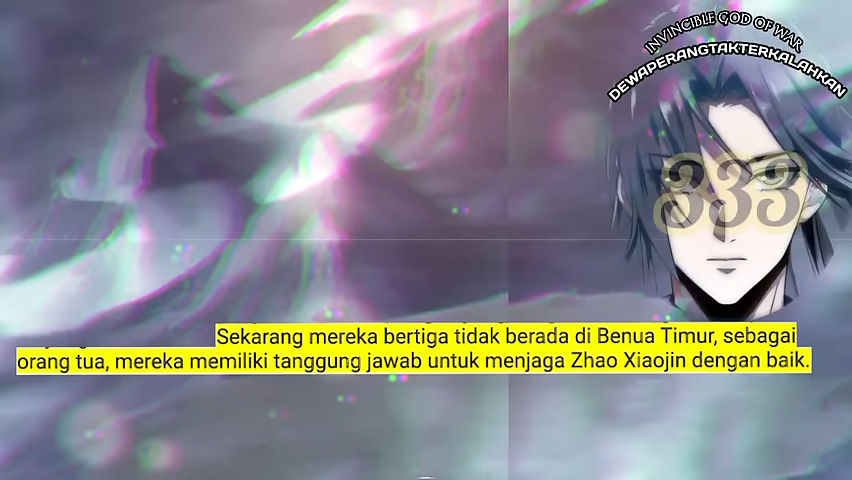 INVINCIBLE GOD OF WAR
DEWAPERANGTAKTERKALAHKAN
333
Sekarang mereka bertiga tidak berada di Benua Timur, sebagai
orang tua, mereka memiliki tanggung jawab untuk menjaga Zhao Xiaojin dengan baik.